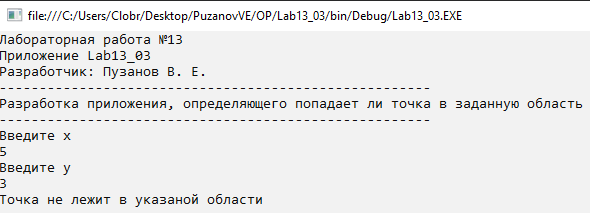 file:///C:/Users/Clobr/Desktop/PuzanovVE/OP/Lab13_03/bin/Debug/Lab13_03.EXE
Лабораторная работа №13
Приложение Lab13_03
Разработчик: Пузанов В. Е.
------------------------------------------------------
Разработка приложения, определяющего попадает ли точка в заданную область
------------------------------------------------------
Введите x
5
Введите y
3
Точка не лежит в указаной области